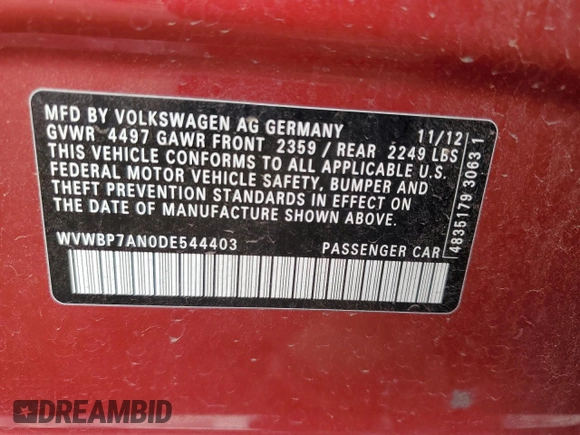 MFD BY VOLKSWAGEN AG GERMANY 11/12
GVWR 4497 GAWR FRONT 2359 / REAR 2249 LBS
THIS VEHICLE CONFORMS TO ALL APPLICABLE U.S.
FEDERAL MOTOR VEHICLE SAFETY, BUMPER AND
THEFT PREVENTION STANDARDS IN EFFECT ON
THE DATE OF MANUFACTURE SHOWN ABOVE.
WVWBP7AN0DE544403 PASSENGER CAR
4835179 3063 1
DREAMBID